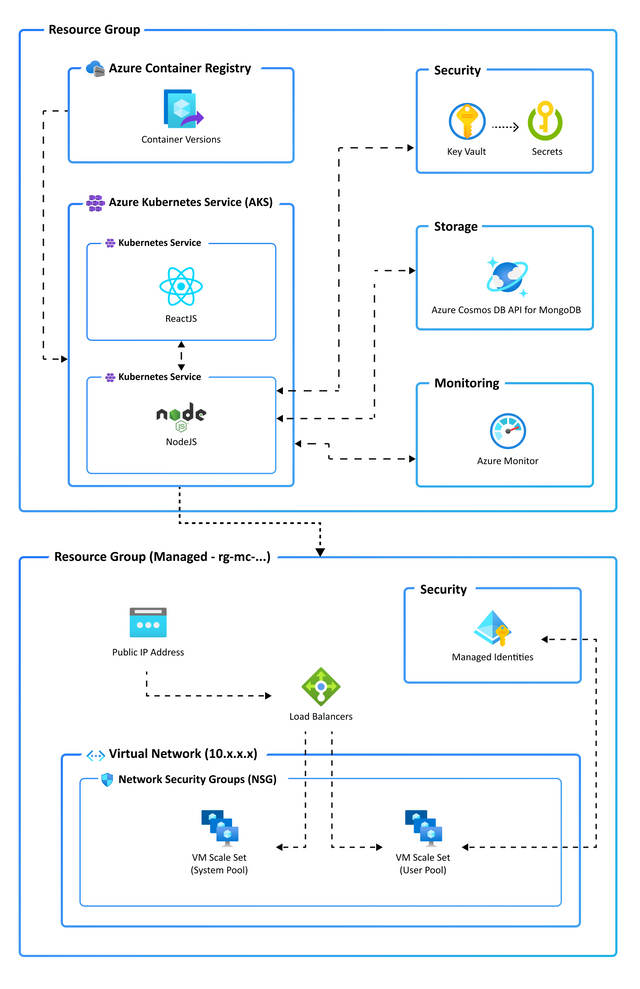 Resource Group
Azure Container Registry
Container Versions
Security
Key Vault
Secrets
Azure Kubernetes Service (AKS)
Kubernetes Service
ReactJS
Storage
Azure Cosmos DB API for MongoDB
Kubernetes Service
node
JS
NodeJS
Monitoring
Azure Monitor
Resource Group (Managed - rg-mc-...)
Security
Managed Identities
Public IP Address
Load Balancers
Virtual Network (10.x.x.x)
Network Security Groups (NSG)
VM Scale Set
(System Pool)
VM Scale Set
(User Pool)